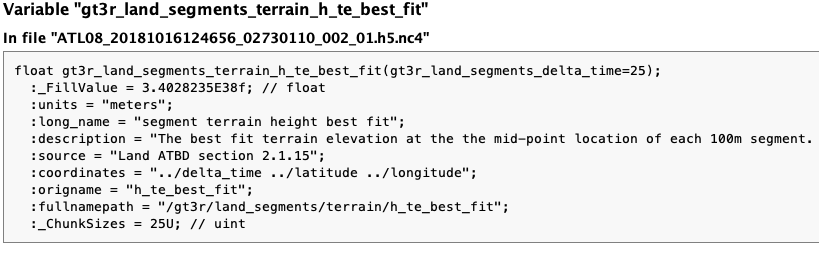 Variable "gt3r_land_segments_terrain_h_te_best_fit"
In file "ATL08_20181016124656_02730110_002_01.h5.nc4"
float gt3r_land_segments_terrain_h_te_best_fit(gt3r_land_segments_delta_time=25);
:_FillValue = 3.4028235E38f; // float
:units = "meters";
:long_name = "segment terrain height best fit";
:description = "The best fit terrain elevation at the the mid-point location of each 100m segment.
:source = "Land ATBD section 2.1.15";
:coordinates = "../delta_time ../latitude ../longitude";
:origname = "h_te_best_fit";
:fullnamepath = "/gt3r/land_segments/terrain/h_te_best_fit";
:_ChunkSizes = 25U; // uint